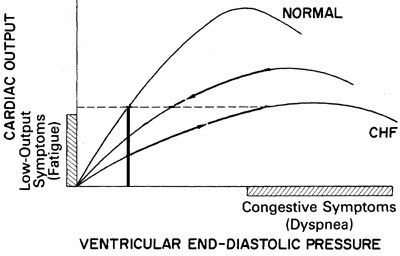 NORMAL
CARDIAC OUTPUT
Low-Output
Symptoms
(Fatigue)
CHF
Congestive Symptoms
(Dyspnea)
VENTRICULAR END-DIASTOLIC PRESSURE